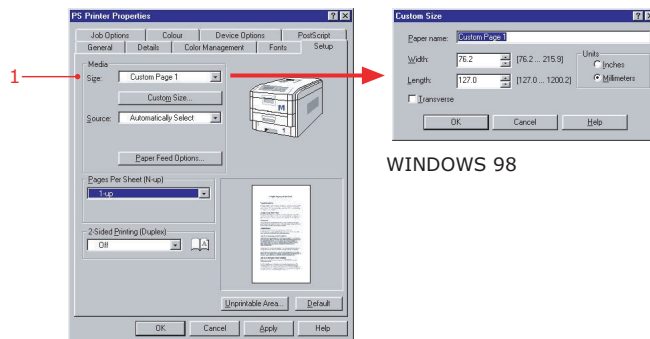 PS Printer Properties
Job Options Colour Device Options PostScript
General Details Color Management Fonts Setup
Media
Size: Custom Page 1
Custom Size...
Source: Automatically Select
Paper Feed Options...
Pages Per Sheet (N-up)
1-up
2-Sided Printing (Duplex)
Off
A
Unprintable Area... Default
OK Cancel Apply Help
1
M
1
Custom Size
Paper name: Custom Page 1
Width: 76.2 [76.2 ... 215.9]
Length: 127.0 [127.0 ... 1200.2]
Units
Inches
Millimeters
Transverse
OK Cancel Help
WINDOWS 98